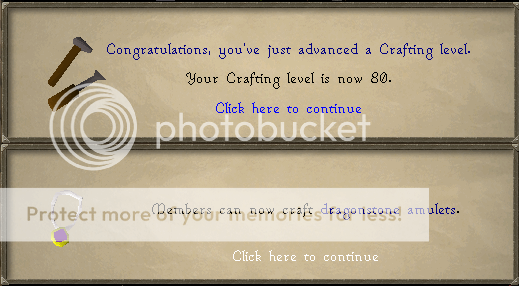 Congratulations, you've just advanced a Crafting level.
Your Crafting level is now 80.
Click here to continue
photobucket
Members can now craft dragonstone amulets.
Protect more of your memories for less!
Click here to continue